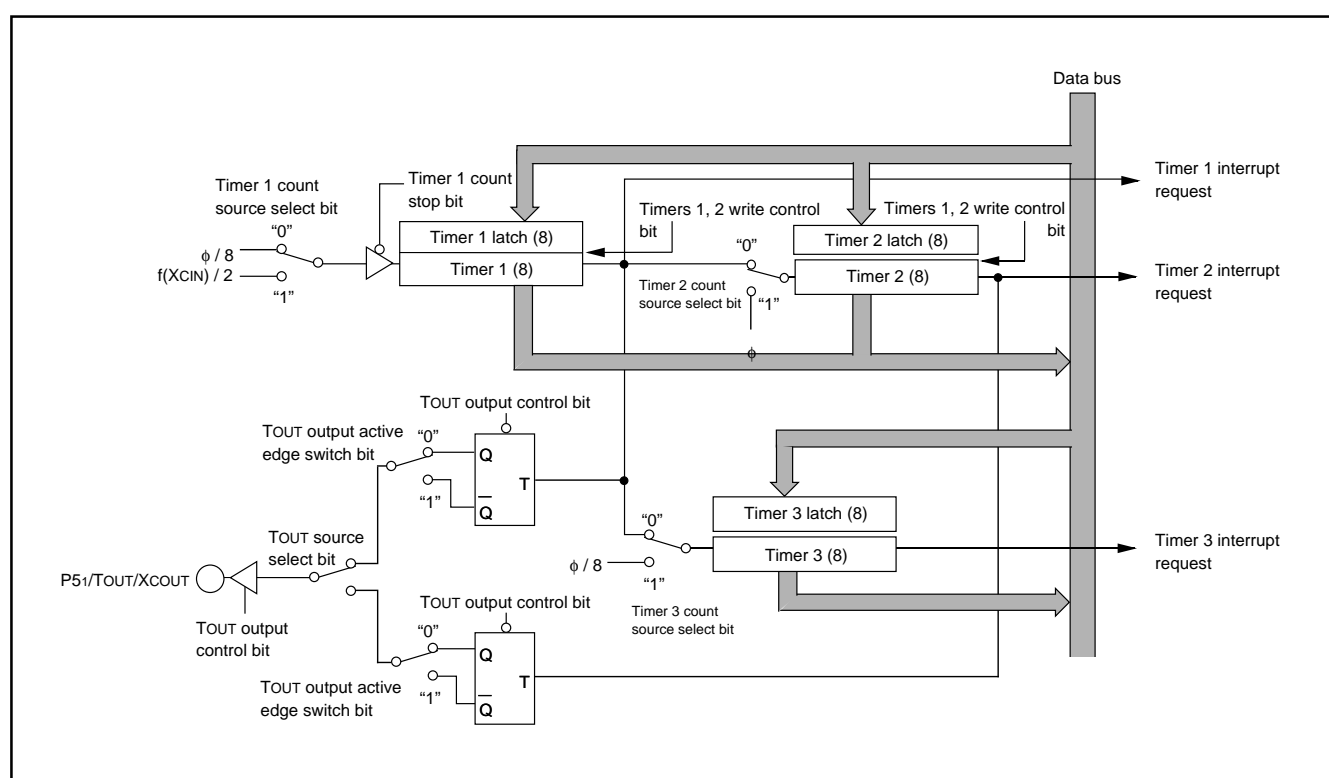 Data bus
Timer 1 count
source select bit
Timer 1 count
stop bit
“0”
ϕ / 8
f(XCIN) / 2
“1”
Timer 1 latch (8)
Timer 1 (8)
Timers 1, 2 write control
bit
“0”
Timer 2 count
source select bit
“1”
ϕ
Timers 1, 2 write control
bit
Timer 2 latch (8)
Timer 2 (8)
Timer 1 interrupt
request
Timer 2 interrupt
request
TOUT output control bit
TOUT output active
edge switch bit
“0”
“1”
Q
T
Q̅
TOUT source
select bit
P51/TOUT/XCOUT
TOUT output
control bit
“0”
ϕ / 8
“1”
Timer 3 count
source select bit
Timer 3 latch (8)
Timer 3 (8)
Timer 3 interrupt
request
TOUT output control bit
“0”
TOUT output active
edge switch bit
“1”
Q
T
Q̅